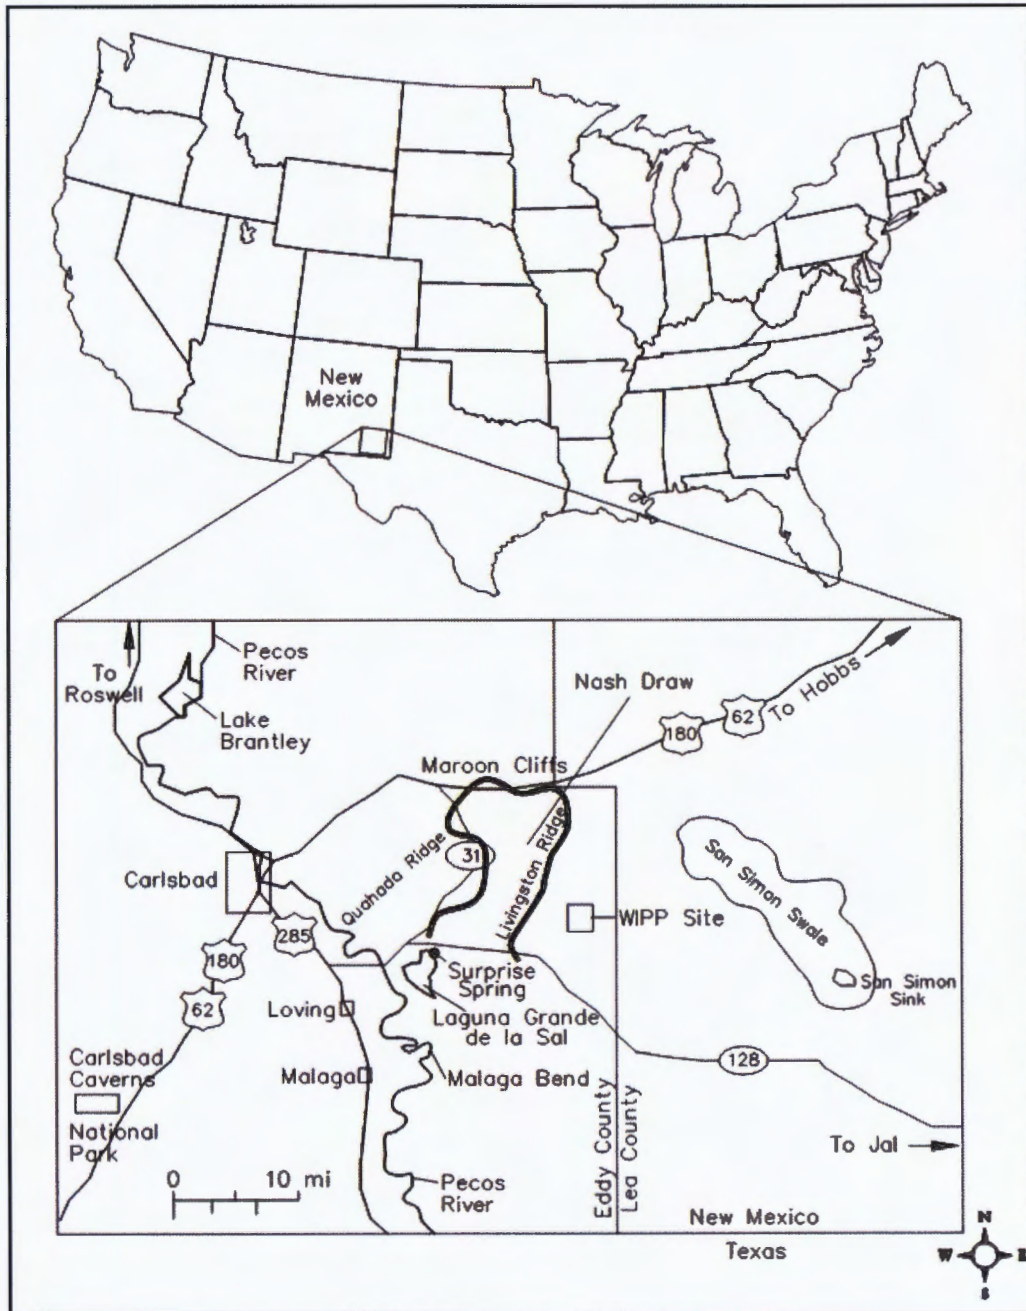 New
Mexico
To
Roswell
Pecos
River
Lake
Brantley
Nash Draw
To Hobbs
62
180
Maroon Cliffs
Quahada Ridge
31
Livingston Ridge
San Simon Swale
Carlsbad
WIPP Site
285
180
62
Surprise
Spring
San Simon
Sink
Loving
Laguna Grande
de la Sal
Carlsbad
Caverns
National
Park
Malaga
Malaga Bend
128
Eddy County
Lea County
To Jal
0 10 mi
Pecos
River
New Mexico
Texas
N
W E
S